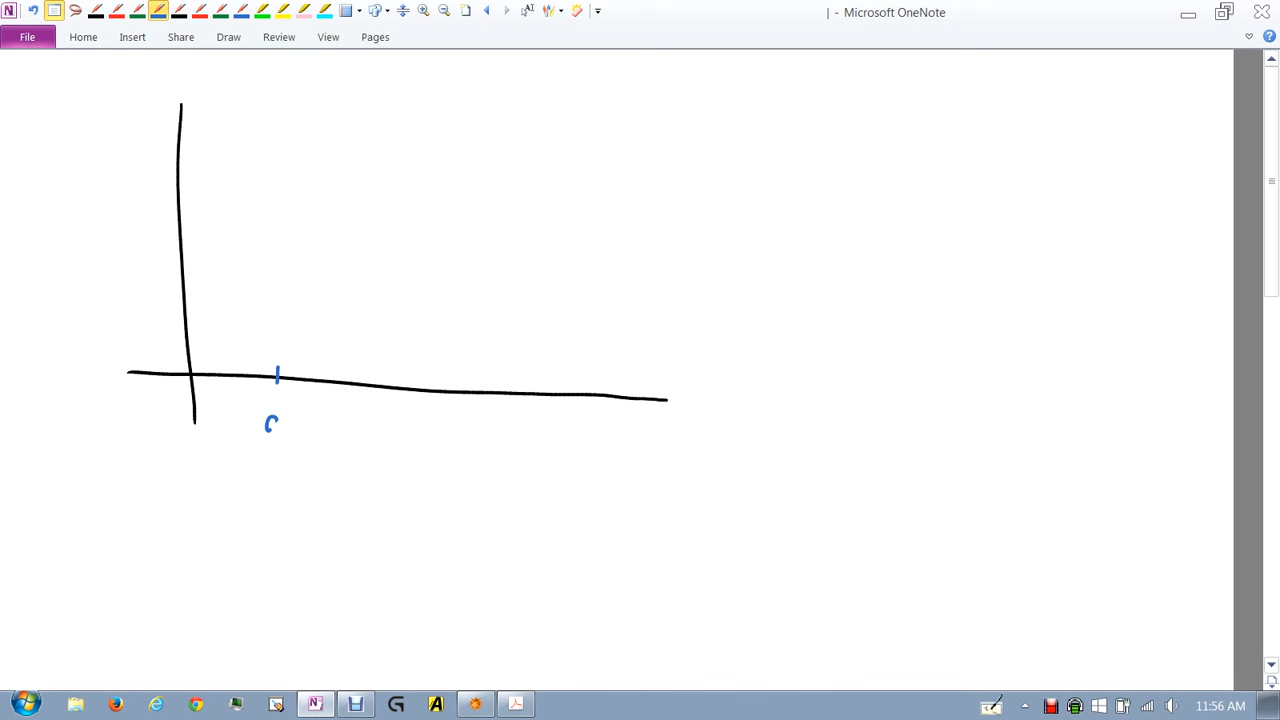 | - Microsoft OneNote
File Home Insert Share Draw Review View Pages
11:56 AM